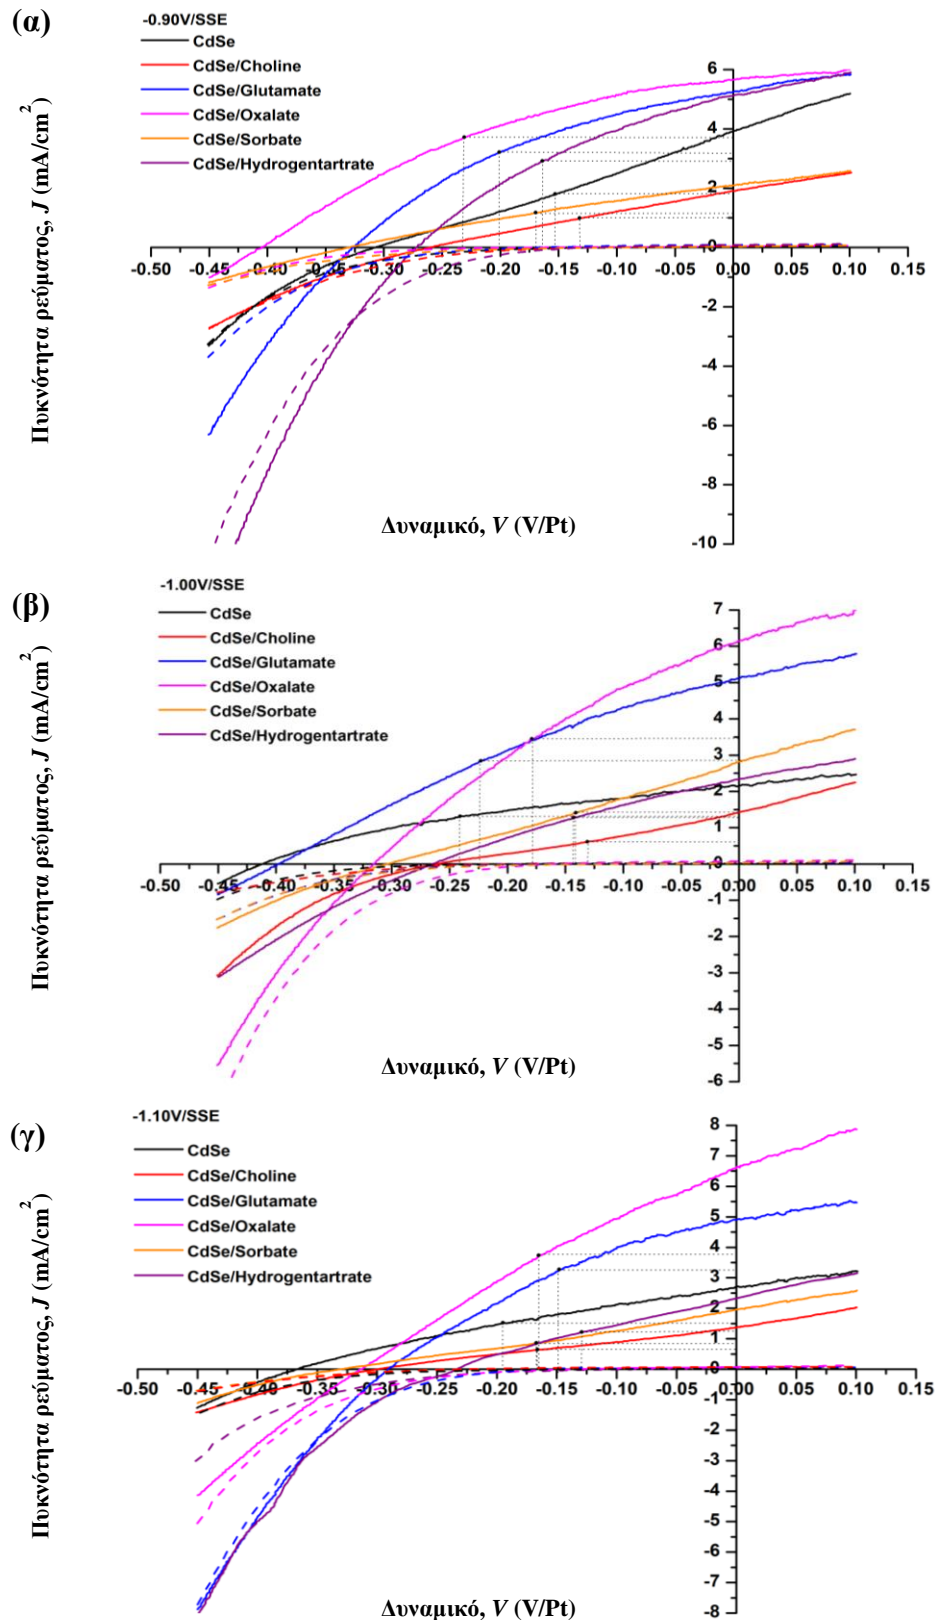 (α)
-0.90V/SSE
CdSe
CdSe/Choline
CdSe/Glutamate
CdSe/Oxalate
CdSe/Sorbate
CdSe/Hydrogentartrate
Πυκνότητα ρεύματος, J (mA/cm²)
6
4
2
0
-2
-4
-6
-8
-10
-0.50 -0.45 -0.40 -0.35 -0.30 -0.25 -0.20 -0.15 -0.10 -0.05 0.00 0.05 0.10 0.15
Δυναμικό, V (V/Pt)
(β)
-1.00V/SSE
CdSe
CdSe/Choline
CdSe/Glutamate
CdSe/Oxalate
CdSe/Sorbate
CdSe/Hydrogentartrate
Πυκνότητα ρεύματος, J (mA/cm²)
7
6
5
4
3
2
1
0
-1
-2
-3
-4
-5
-6
-0.50 -0.45 -0.40 -0.35 -0.30 -0.25 -0.20 -0.15 -0.10 -0.05 0.00 0.05 0.10 0.15
Δυναμικό, V (V/Pt)
(γ)
-1.10V/SSE
CdSe
CdSe/Choline
CdSe/Glutamate
CdSe/Oxalate
CdSe/Sorbate
CdSe/Hydrogentartrate
Πυκνότητα ρεύματος, J (mA/cm²)
8
7
6
5
4
3
2
1
0
-1
-2
-3
-4
-5
-6
-7
-8
-0.50 -0.45 -0.40 -0.35 -0.30 -0.25 -0.20 -0.15 -0.10 -0.05 0.00 0.05 0.10 0.15
Δυναμικό, V (V/Pt)